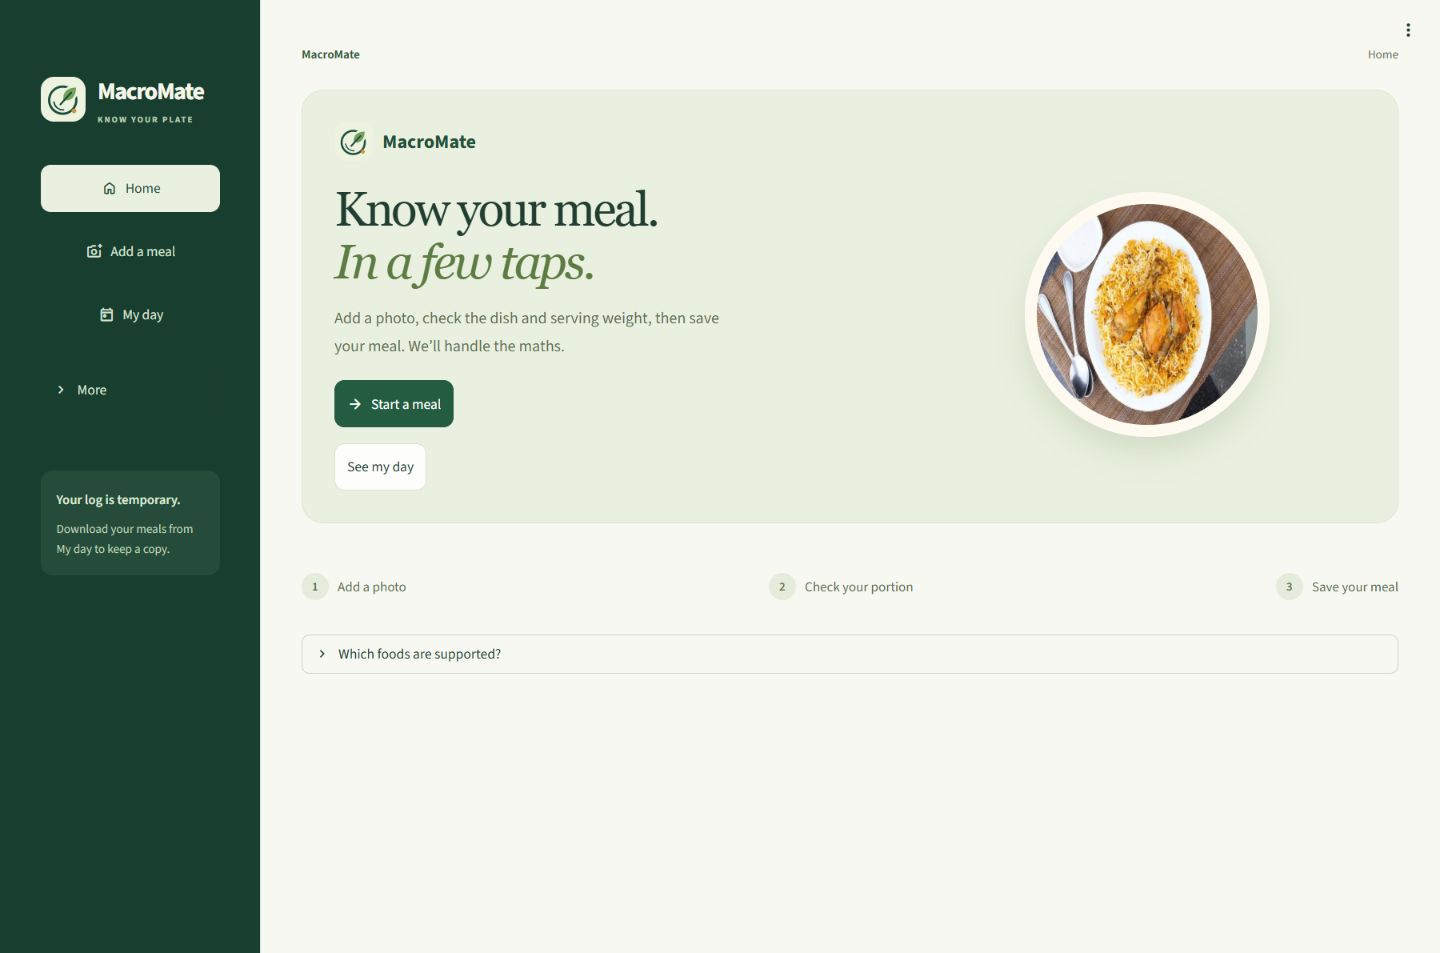 MacroMate
KNOW YOUR PLATE
Home
Add a meal
My day
More
Your log is temporary.
Download your meals from
My day to keep a copy.
MacroMate
Home
MacroMate
Know your meal.
In a few taps.
Add a photo, check the dish and serving weight, then save
your meal. We’ll handle the maths.
Start a meal
See my day
1 Add a photo
2 Check your portion
3 Save your meal
Which foods are supported?